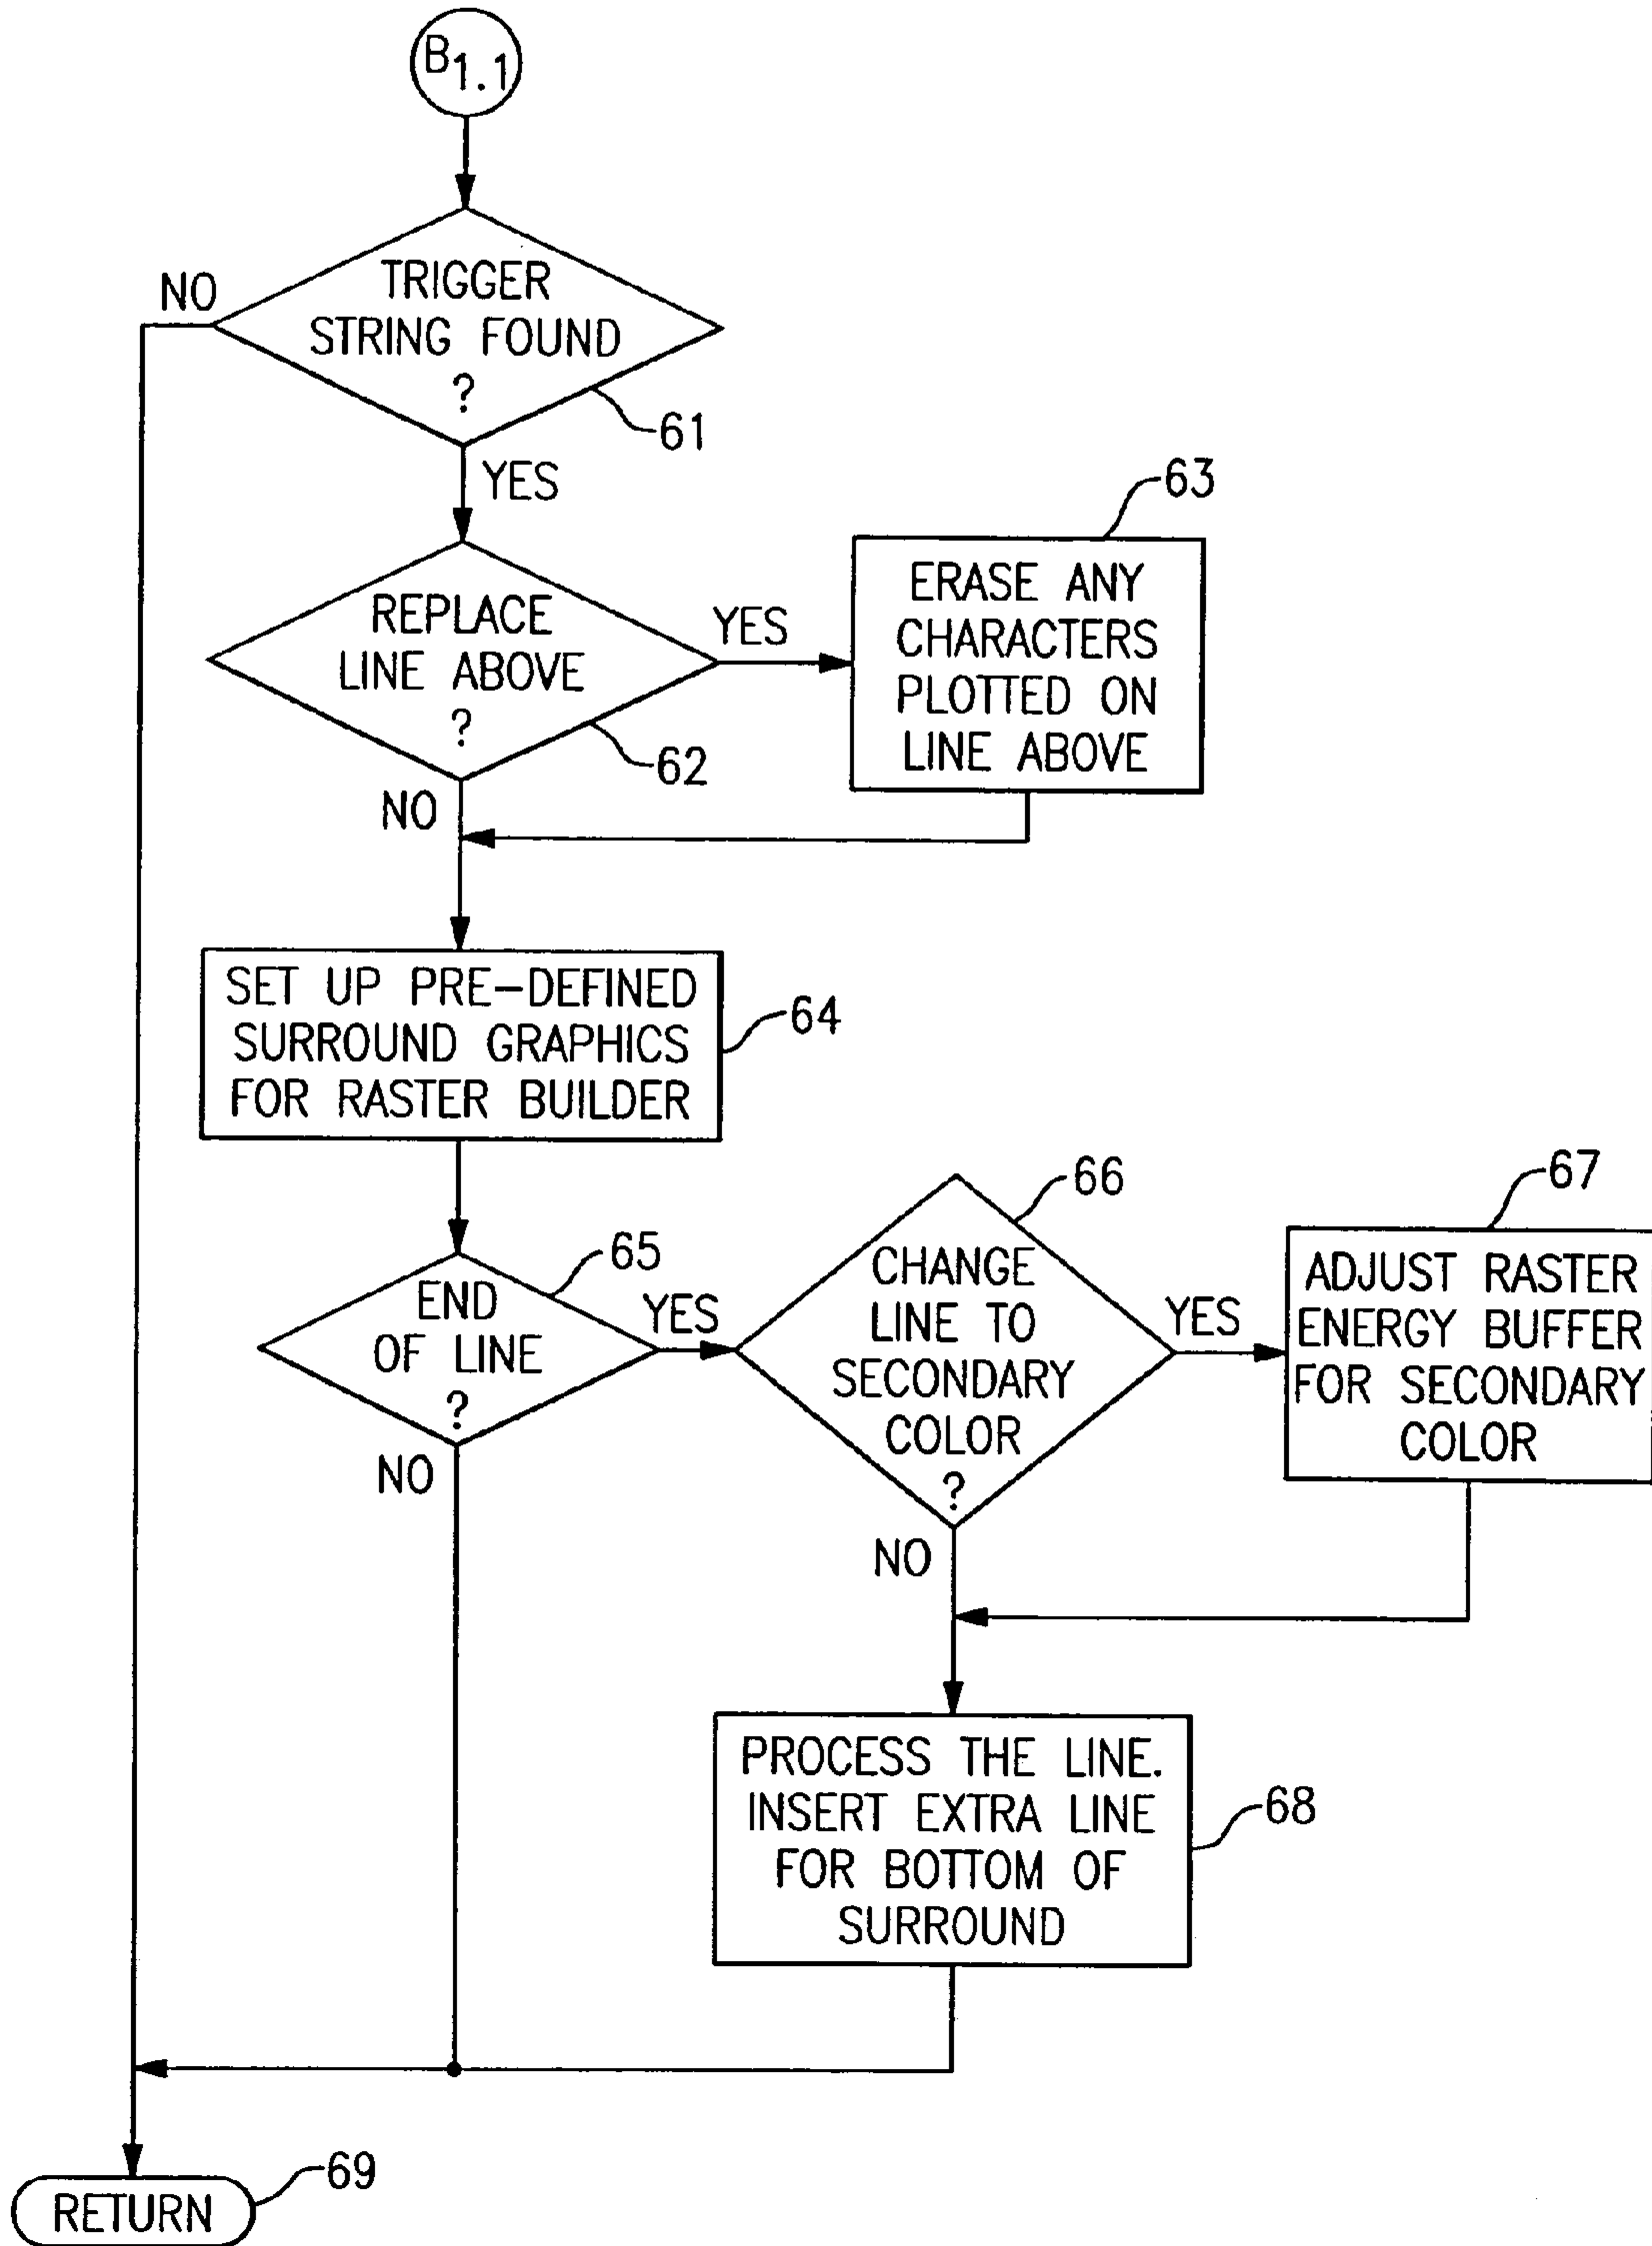 B1.1
TRIGGER
STRING FOUND
?
NO
61
YES
REPLACE
LINE ABOVE
?
YES
62
NO
63
ERASE ANY
CHARACTERS
PLOTTED ON
LINE ABOVE
SET UP PRE-DEFINED
SURROUND GRAPHICS
FOR RASTER BUILDER
64
END
OF LINE
?
65
YES
NO
66
CHANGE
LINE TO
SECONDARY
COLOR
?
YES
NO
67
ADJUST RASTER
ENERGY BUFFER
FOR SECONDARY
COLOR
PROCESS THE LINE.
INSERT EXTRA LINE
FOR BOTTOM OF
SURROUND
68
RETURN
69